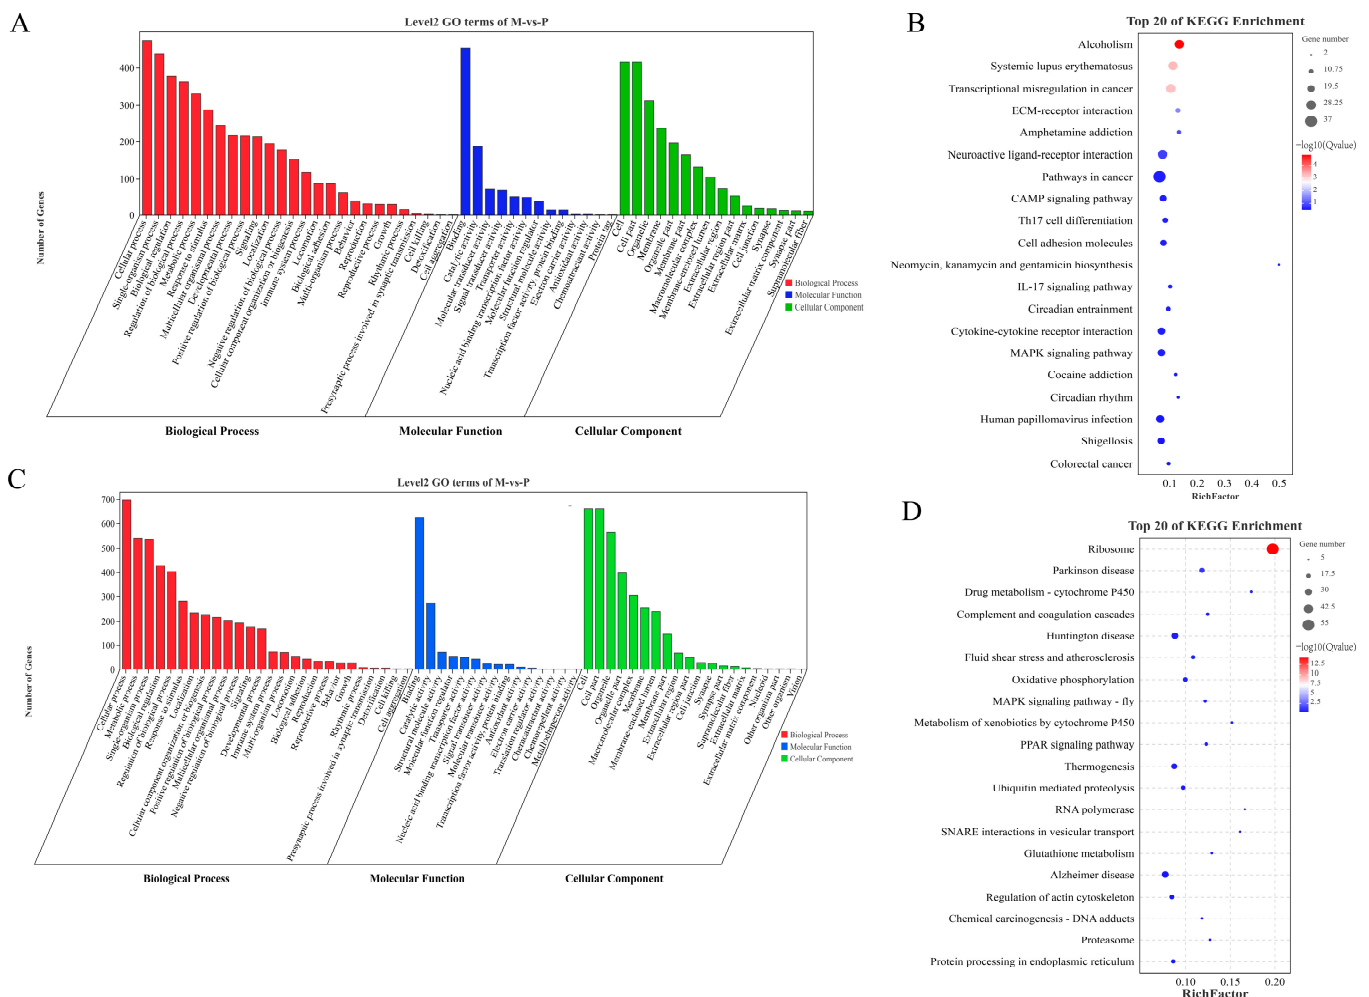 A
Level2 GO terms of M-vs-P
Number of Genes
400
300
200
100
0
Cellular process
Single-organism process
Biological regulation
Regulation of biological process
Metabolic process
Response to stimulus
Multicellular organismal process
Developmental process
Positive regulation of biological process
Signaling
Localization
Negative regulation of biological process
Cellular component organization or biogenesis
Immune system process
Locomotion
Biological adhesion
Multi-organism process
Behavior
Reproduction
Reproductive process
Growth
Rhythmic process
Presynaptic process involved in synaptic transmission
Cell killing
Detoxification
Cell aggregation
Binding
Catalytic activity
Molecular transducer activity
Signal transducer activity
Transporter activity
Nucleic acid binding transcription factor activity
Molecular function regulator
Structural molecule activity
Transcription factor activity, protein binding
Electron carrier activity
Antioxidant activity
Chemoattractant activity
Protein tag
Cell
Cell part
Organelle
Membrane
Organelle part
Membrane part
Macromolecular complex
Membrane-enclosed lumen
Extracellular region
Extracellular region part
Extracellular matrix
Cell junction
Synapse
Extracellular matrix component
Synapse part
Supramolecular fiber
Biological Process
Molecular Function
Cellular Component
Biological Process
Molecular Function
Cellular Component
B
Top 20 of KEGG Enrichment
Alcoholism
Systemic lupus erythematosus
Transcriptional misregulation in cancer
ECM-receptor interaction
Amphetamine addiction
Neuroactive ligand-receptor interaction
Pathways in cancer
CAMP signaling pathway
Th17 cell differentiation
Cell adhesion molecules
Neomycin, kanamycin and gentamicin biosynthesis
IL-17 signaling pathway
Circadian entrainment
Cytokine-cytokine receptor interaction
MAPK signaling pathway
Cocaine addiction
Circadian rhythm
Human papillomavirus infection
Shigellosis
Colorectal cancer
0.1 0.2 0.3 0.4 0.5
RichFactor
Gene number
2
10.75
19.5
28.25
37
−log10(Qvalue)
4
3
2
1
C
Level2 GO terms of M-vs-P
Number of Genes
700
600
500
400
300
200
100
0
Cellular process
Metabolic process
Single-organism process
Biological regulation
Regulation of biological process
Response to stimulus
Localization
Cellular component organization or biogenesis
Positive regulation of biological process
Multicellular organismal process
Negative regulation of biological process
Signaling
Developmental process
Immune system process
Multi-organism process
Locomotion
Biological adhesion
Reproduction
Reproductive process
Behavior
Growth
Rhythmic process
Presynaptic process involved in synaptic transmission
Detoxification
Cell killing
Cell aggregation
Binding
Catalytic activity
Structural molecule activity
Molecular function regulator
Transporter activity
Nucleic acid binding transcription factor activity
Signal transducer activity
Molecular transducer activity
Transcription factor activity, protein binding
Antioxidant activity
Electron carrier activity
Translation regulator activity
Chemoattractant activity
Chemorepellent activity
Metallochaperone activity
Cell
Cell part
Organelle
Organelle part
Macromolecular complex
Membrane
Membrane-enclosed lumen
Membrane part
Extracellular region
Extracellular region part
Cell junction
Synapse
Synapse part
Supramolecular fiber
Extracellular matrix
Extracellular matrix component
Nucleoid
Other organism part
Other organism
Virion
Biological Process
Molecular Function
Cellular Component
Biological Process
Molecular Function
Cellular Component
D
Top 20 of KEGG Enrichment
Ribosome
Parkinson disease
Drug metabolism - cytochrome P450
Complement and coagulation cascades
Huntington disease
Fluid shear stress and atherosclerosis
Oxidative phosphorylation
MAPK signaling pathway - fly
Metabolism of xenobiotics by cytochrome P450
PPAR signaling pathway
Thermogenesis
Ubiquitin mediated proteolysis
RNA polymerase
SNARE interactions in vesicular transport
Glutathione metabolism
Alzheimer disease
Regulation of actin cytoskeleton
Chemical carcinogenesis - DNA adducts
Proteasome
Protein processing in endoplasmic reticulum
0.10 0.15 0.20
RichFactor
Gene number
5
17.5
30
42.5
55
−log10(Qvalue)
12.5
10
7.5
5
2.5